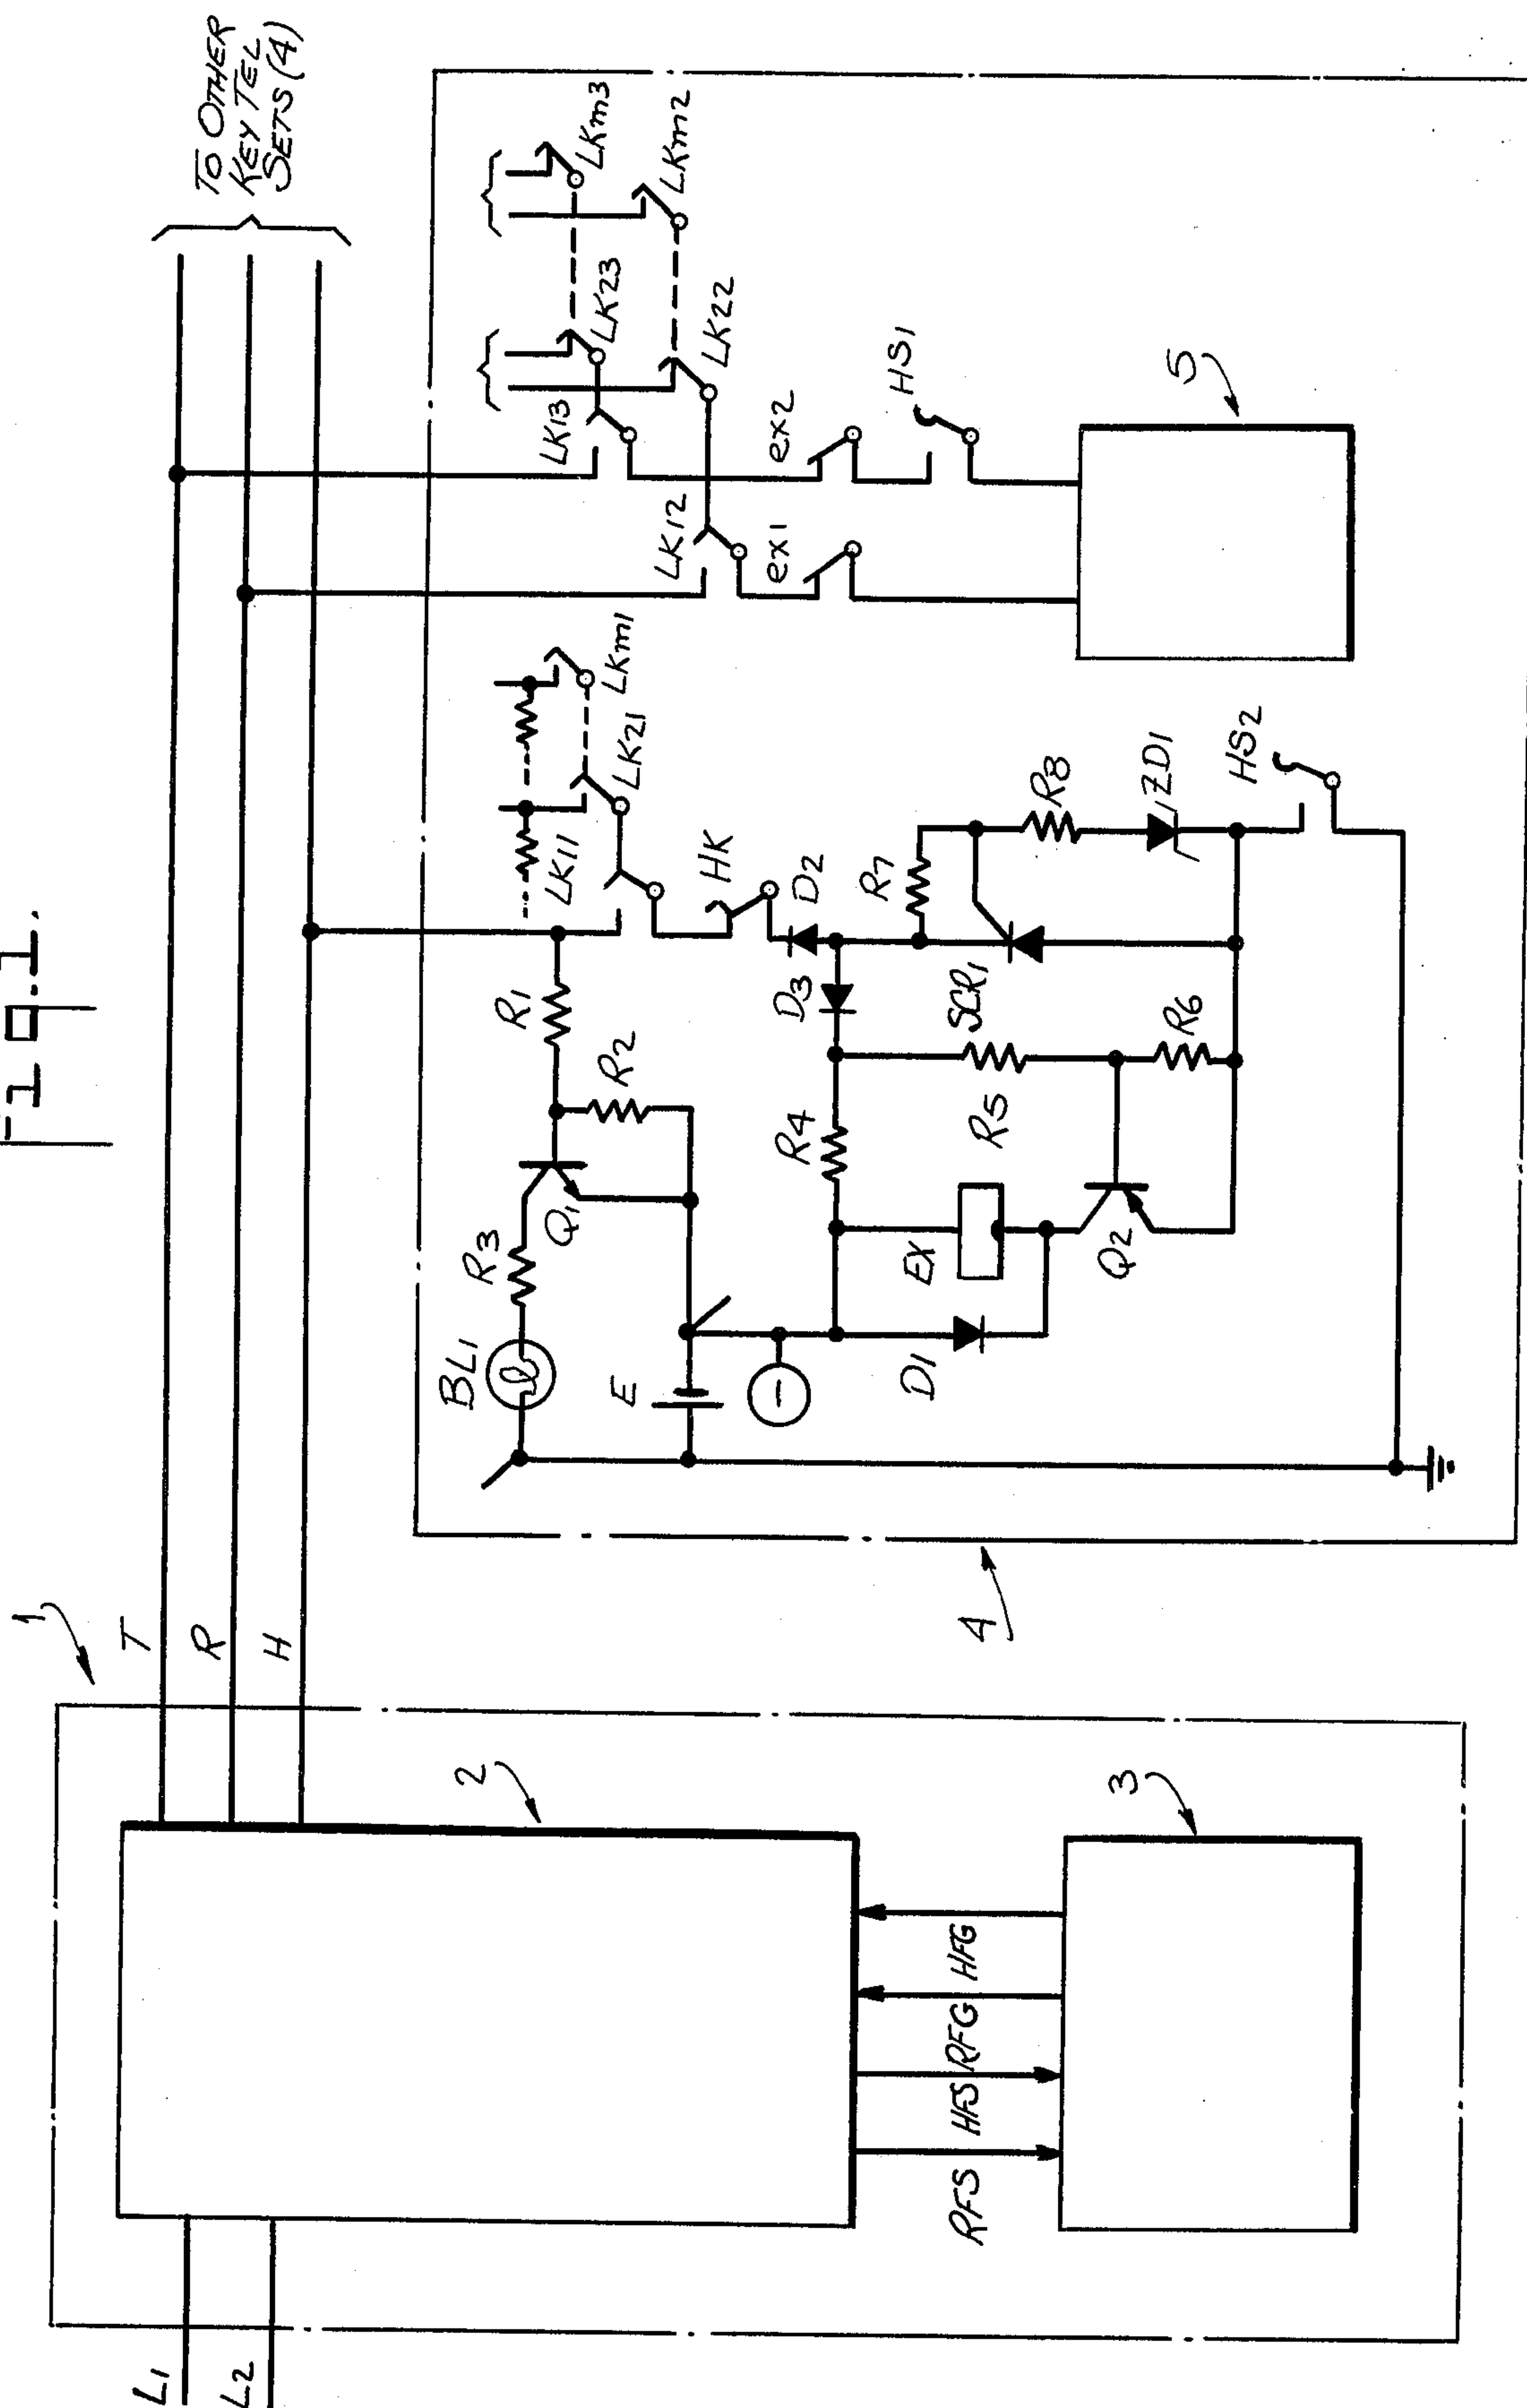 Fig.1.
1
T
R
H
TO OTHER
KEY TEL
SETS (4)
L1
L2
2
3
RFS
HFS
RFG
HFG
4
BL1
R3
Q1
R1
R2
E
−
LK11
LK21
LKm1
HK
D2
D3
R4
R7
R8
ZD1
SCR1
R5
R6
EX
D1
Q2
HS2
LK13
LK23
LKm3
LK12
LK22
LKm2
ex1
ex2
HS1
5